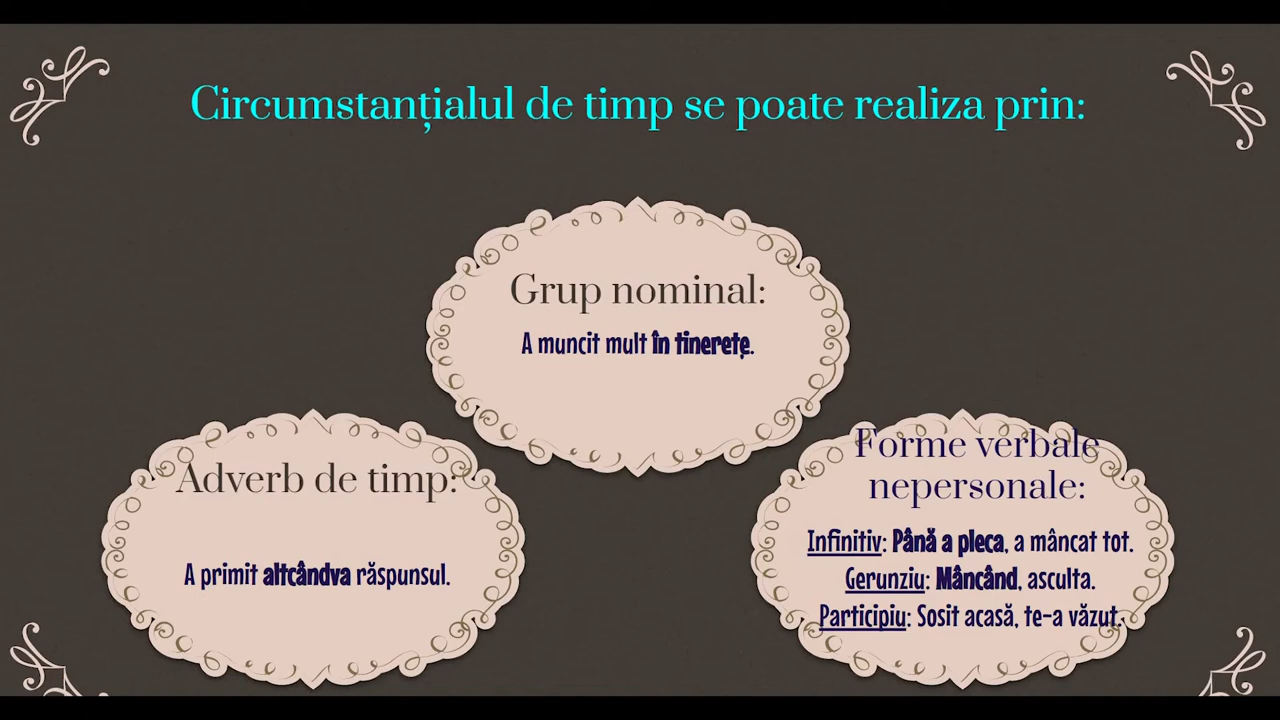 Circumstanțialul de timp se poate realiza prin:
Grup nominal:
A muncit mult în tinerețe.
Adverb de timp:
A primit altcândva răspunsul.
Forme verbale
nepersonale:
Infinitiv: Până a pleca, a mâncat tot.
Gerunziu: Mâncând, asculta.
Participiu: Sosit acasă, te-a văzut.